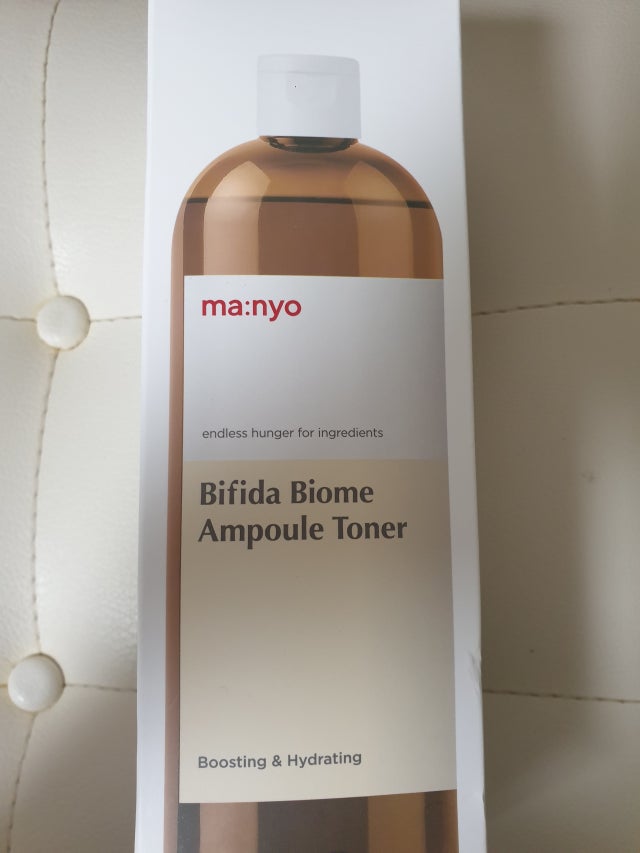 ma:nyo
endless hunger for ingredients
Bifida Biome
Ampoule Toner
Boosting & Hydrating